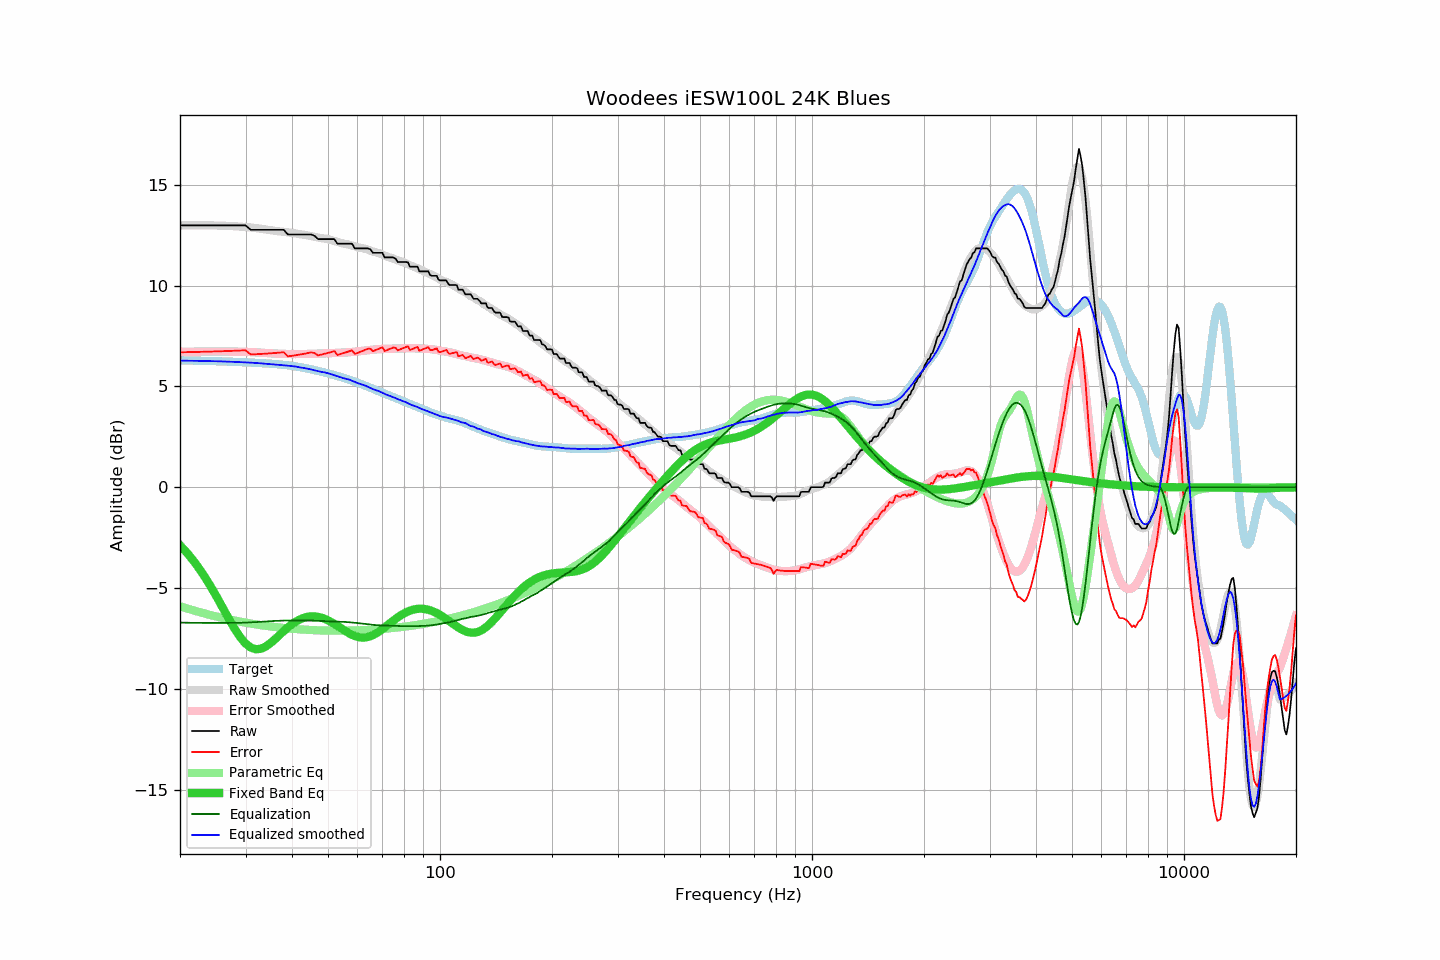 Woodees iESW100L 24K Blues
15
10
5
0
−5
−10
−15
Amplitude (dBr)
Target
Raw Smoothed
Error Smoothed
Raw
Error
Parametric Eq
Fixed Band Eq
Equalization
Equalized smoothed
100
1000
10000
Frequency (Hz)